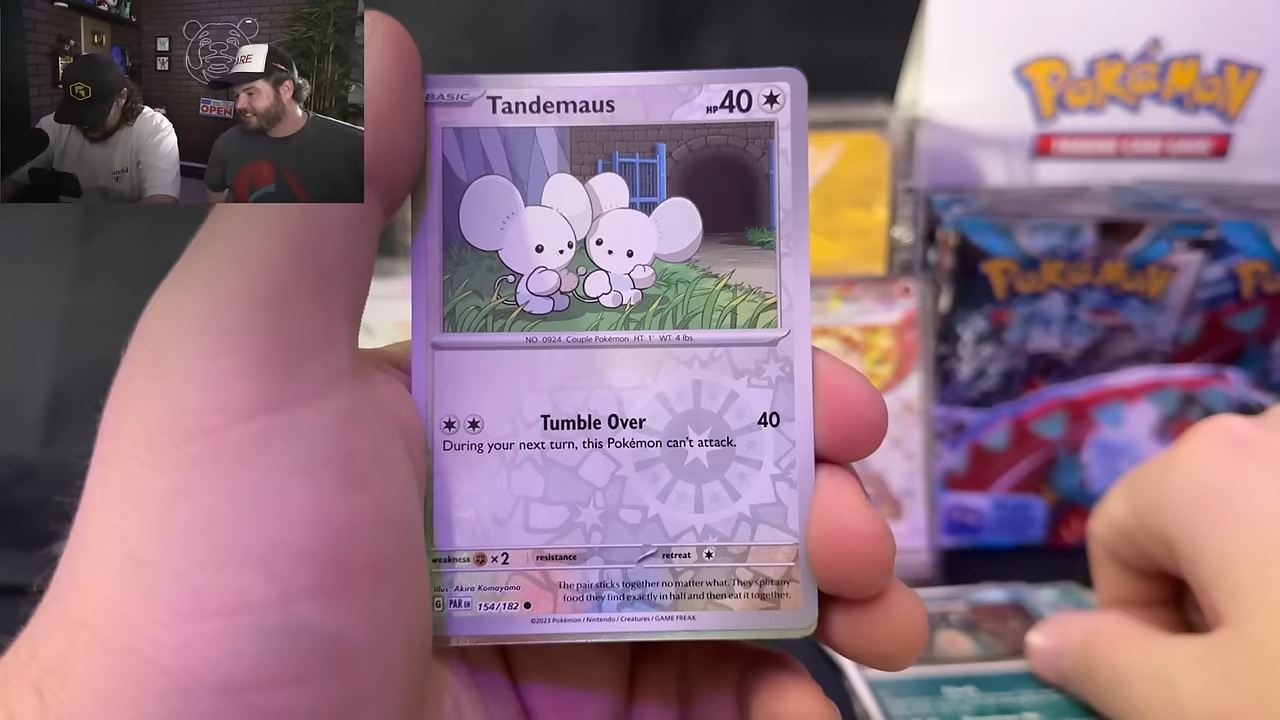 RE
OPEN
BASIC
Tandemaus
HP 40
NO. 0924 Couple Pokémon HT: 1' WT: 4 lbs.
Tumble Over 40
During your next turn, this Pokémon can't attack.
weakness ×2 resistance retreat
Illus. Akira Komayama
The pair sticks together no matter what. They split any
food they find exactly in half and then eat it together.
G PAR EN 154/182
©2023 Pokémon / Nintendo / Creatures / GAME FREAK
POKÉMON
TRADING CARD GAME
POKÉMON